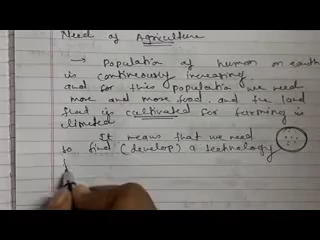 Need of Agriculture
→ Population of human on earth
is continuously increasing
and for this population we need
more and more food. and the land
that is cultivated for farming is
limited
It means that we need
to find (develop) a technology